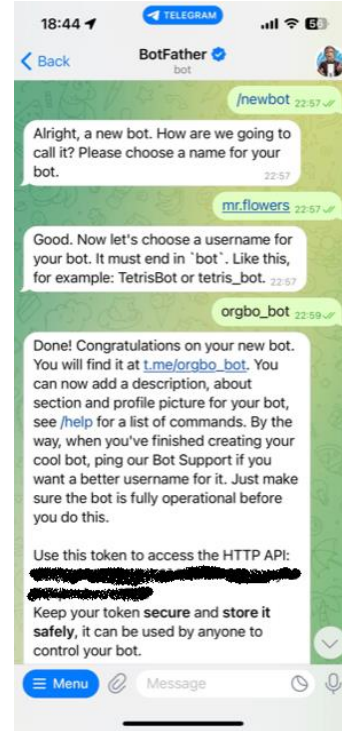 18:44
TELEGRAM
Back
BotFather
bot
/newbot 22:57
Alright, a new bot. How are we going to
call it? Please choose a name for your
bot.
22:57
mr.flowers 22:57
Good. Now let's choose a username for
your bot. It must end in `bot`. Like this,
for example: TetrisBot or tetris_bot. 22:57
orgbo_bot 22:59
Done! Congratulations on your new bot.
You will find it at t.me/orgbo_bot. You
can now add a description, about
section and profile picture for your bot,
see /help for a list of commands. By the
way, when you've finished creating your
cool bot, ping our Bot Support if you
want a better username for it. Just make
sure the bot is fully operational before
you do this.
Use this token to access the HTTP API:
Keep your token secure and store it
safely, it can be used by anyone to
control your bot.
Menu
Message